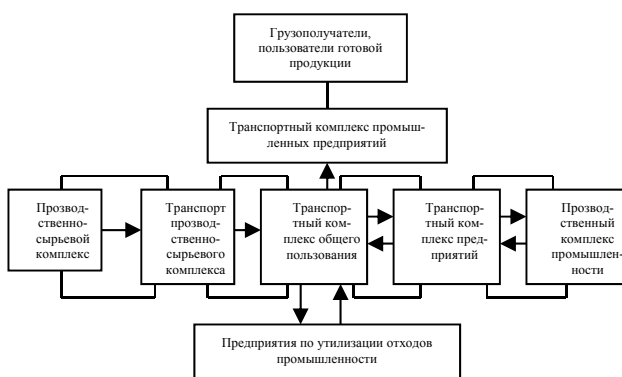 Грузополучатели,
пользователи готовой
продукции
Транспортный комплекс промыш-
ленных предприятий
Прозвод-
ственно-
сырьевой
комплекс
Транспорт
прозвод-
ственно-
сырьевого
комплекса
Транспор-
тный ком-
плекс общего
пользования
Транспор-
тный ком-
плекс пред-
приятий
Прозвод-
ственный
комплекс
промышлен-
ности
Предприятия по утилизации отходов
промышленности